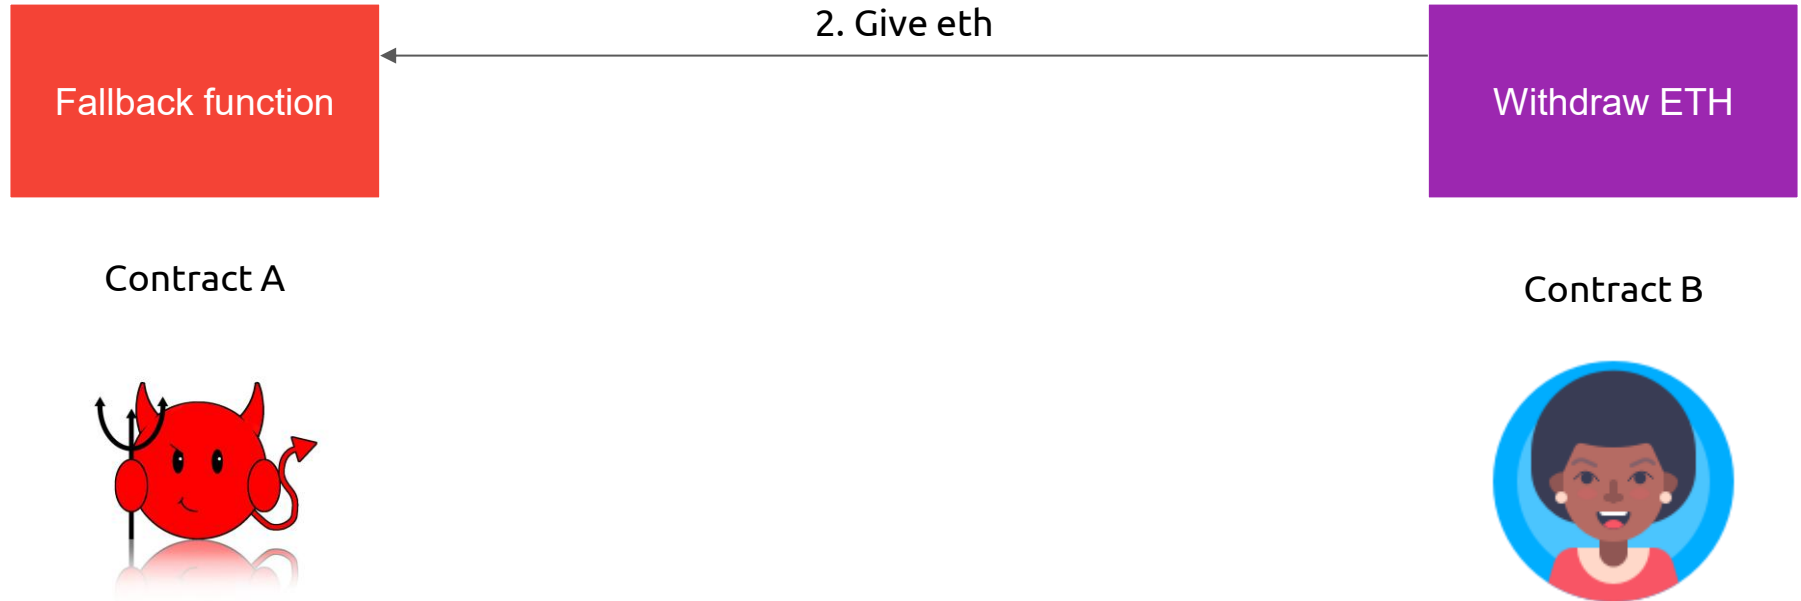 2. Give eth
Fallback function
Withdraw ETH
Contract A
Contract B